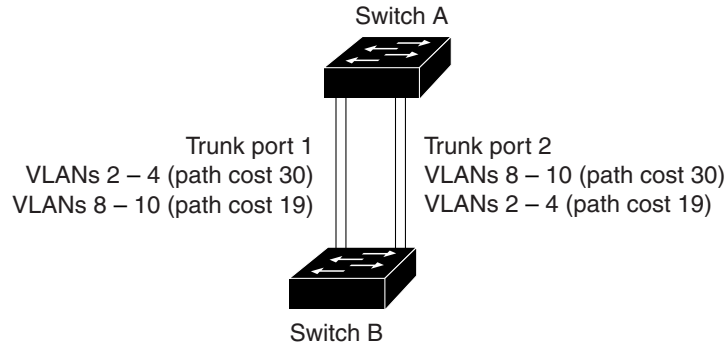 Switch A
Trunk port 1
VLANs 2 – 4 (path cost 30)
VLANs 8 – 10 (path cost 19)
Trunk port 2
VLANs 8 – 10 (path cost 30)
VLANs 2 – 4 (path cost 19)
Switch B